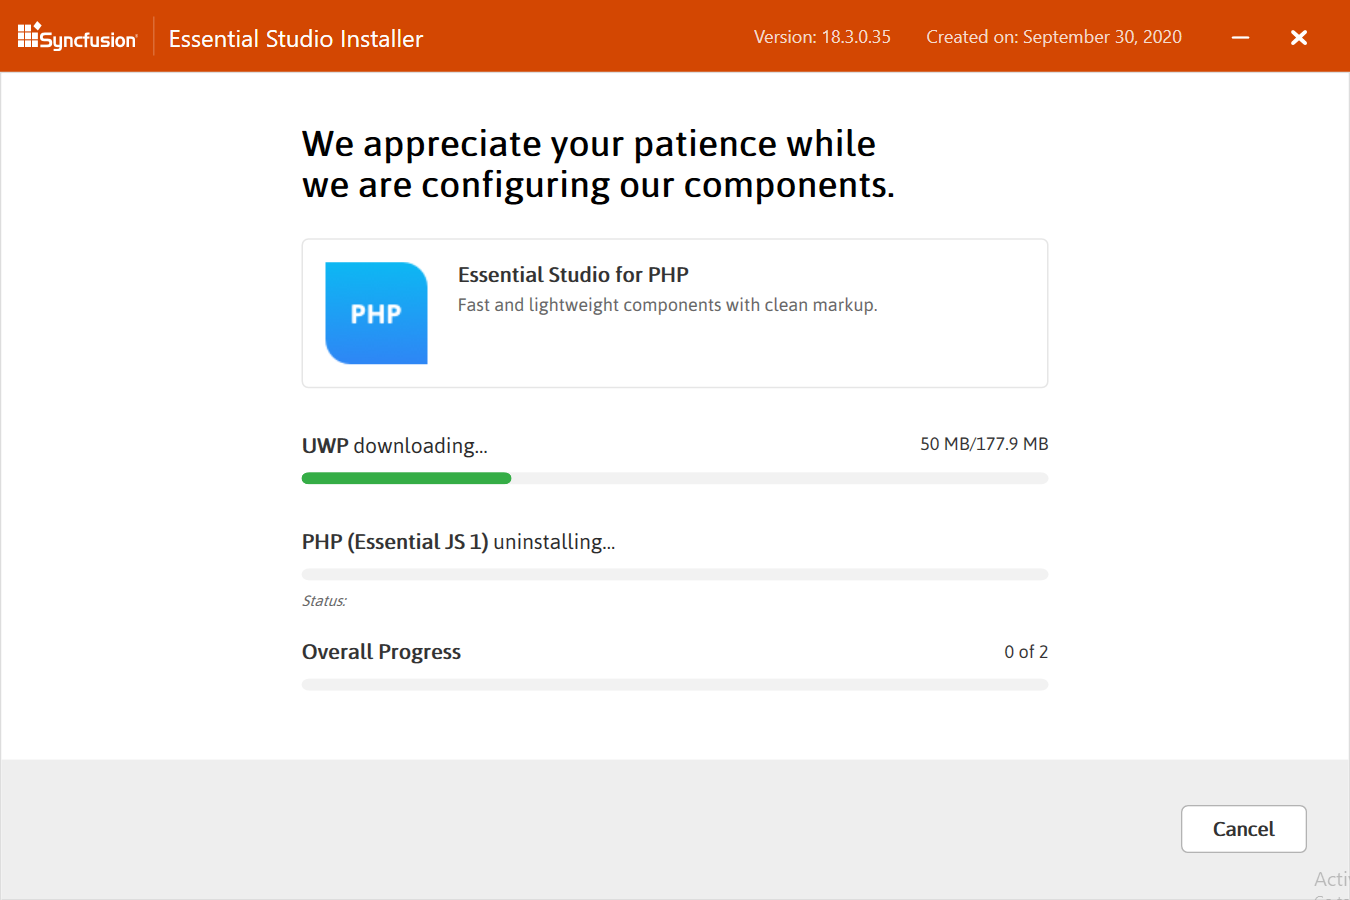 Syncfusion Essential Studio Installer Version: 18.3.0.35 Created on: September 30, 2020
We appreciate your patience while
we are configuring our components.
PHP
Essential Studio for PHP
Fast and lightweight components with clean markup.
UWP downloading... 50 MB/177.9 MB
PHP (Essential JS 1) uninstalling...
Status:
Overall Progress 0 of 2
Cancel
Acti